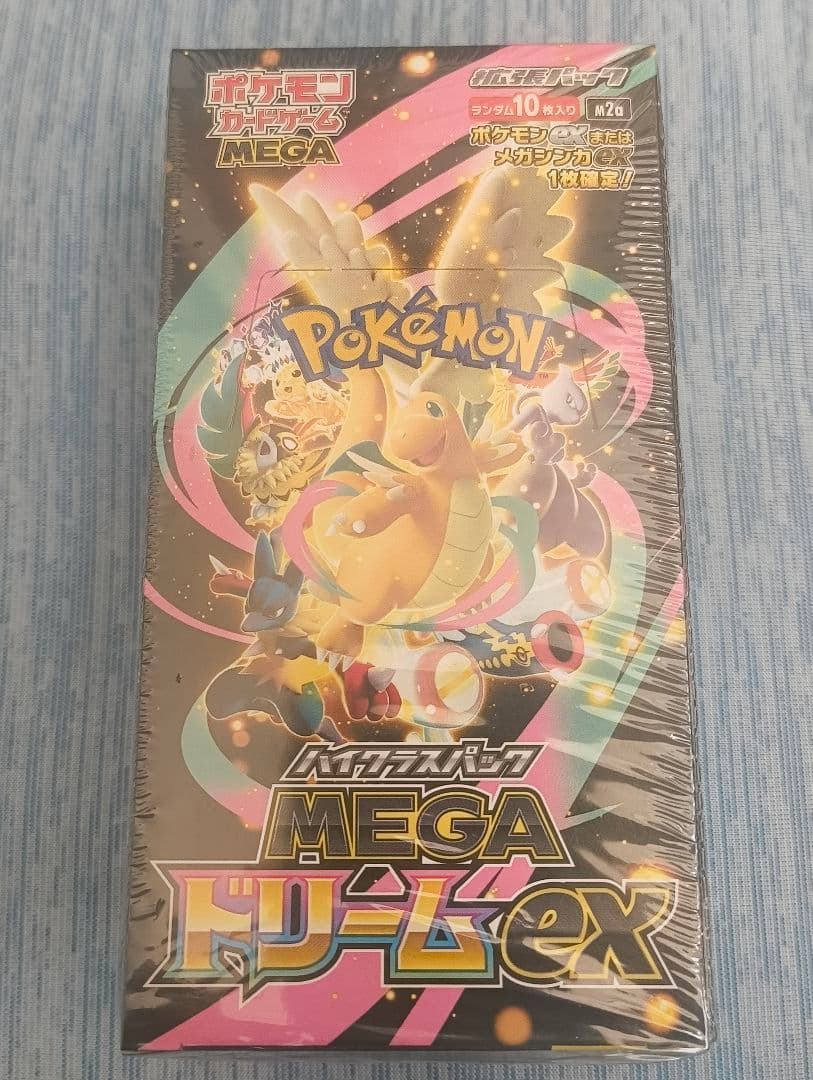 ポケモン
カードゲーム
MEGA
拡張パック
ランダム10枚入り M2a
ポケモンexまたは
メガシンカex
1枚確定!
POKéMON
TM
ハイクラスパック
MEGA
ドリームex